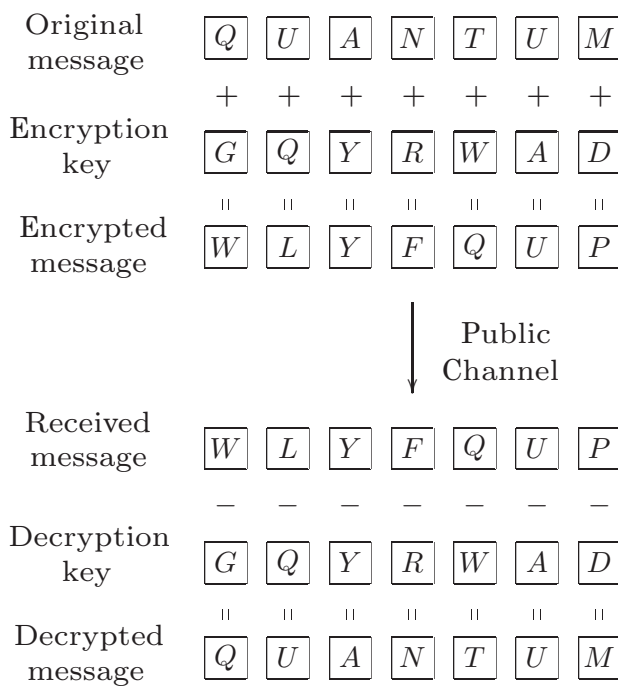 Original
message
Q U A N T U M
+ + + + + + +
Encryption
key
G Q Y R W A D
= = = = = = =
Encrypted
message
W L Y F Q U P
Public
Channel
Received
message
W L Y F Q U P
− − − − − − −
Decryption
key
G Q Y R W A D
= = = = = = =
Decrypted
message
Q U A N T U M